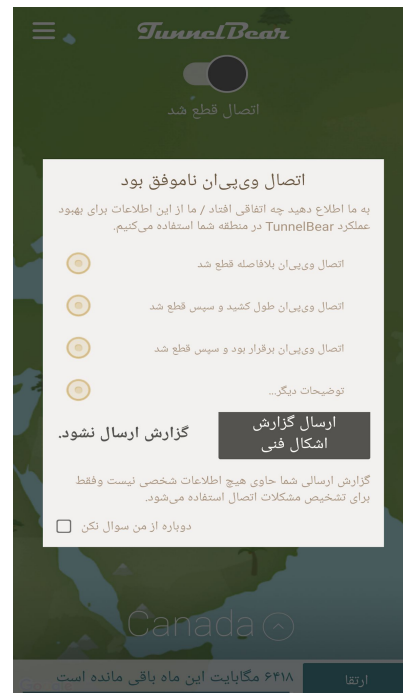 TunnelBear
اتصال قطع شد
اتصال وی‌پی‌ان ناموفق بود
به ما اطلاع دهید چه اتفاقی افتاد / ما از این اطلاعات برای بهبود
عملکرد TunnelBear در منطقه شما استفاده می‌کنیم.
اتصال وی‌پی‌ان بلافاصله قطع شد
اتصال وی‌پی‌ان طول کشید و سپس قطع شد
اتصال وی‌پی‌ان برقرار بود و سپس قطع شد
توضیحات دیگر...
ارسال گزارش
اشکال فنی
گزارش ارسال نشود.
گزارش ارسالی شما حاوی هیچ اطلاعات شخصی نیست وفقط
برای تشخیص مشکلات اتصال استفاده می‌شود.
دوباره از من سوال نکن
Canada
ارتقا
۶۴۱۸ مگابایت این ماه باقی مانده است